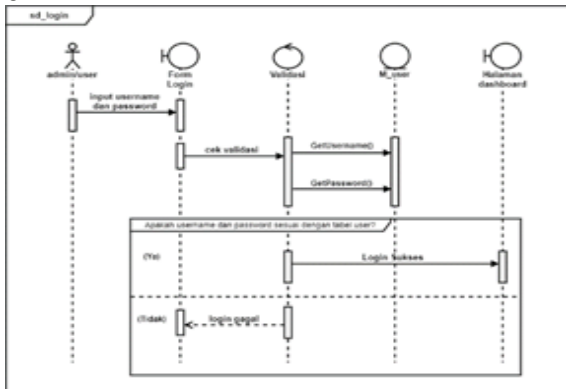 sd_login
admin/user
Form
Login
Validasi
M_user
Halaman
dashboard
input username
dan password
cek validasi
GetUsername()
GetPassword()
Apakah username dan password sesuai dengan tabel user?
(Ya)
Login Sukses
(Tidak)
login gagal